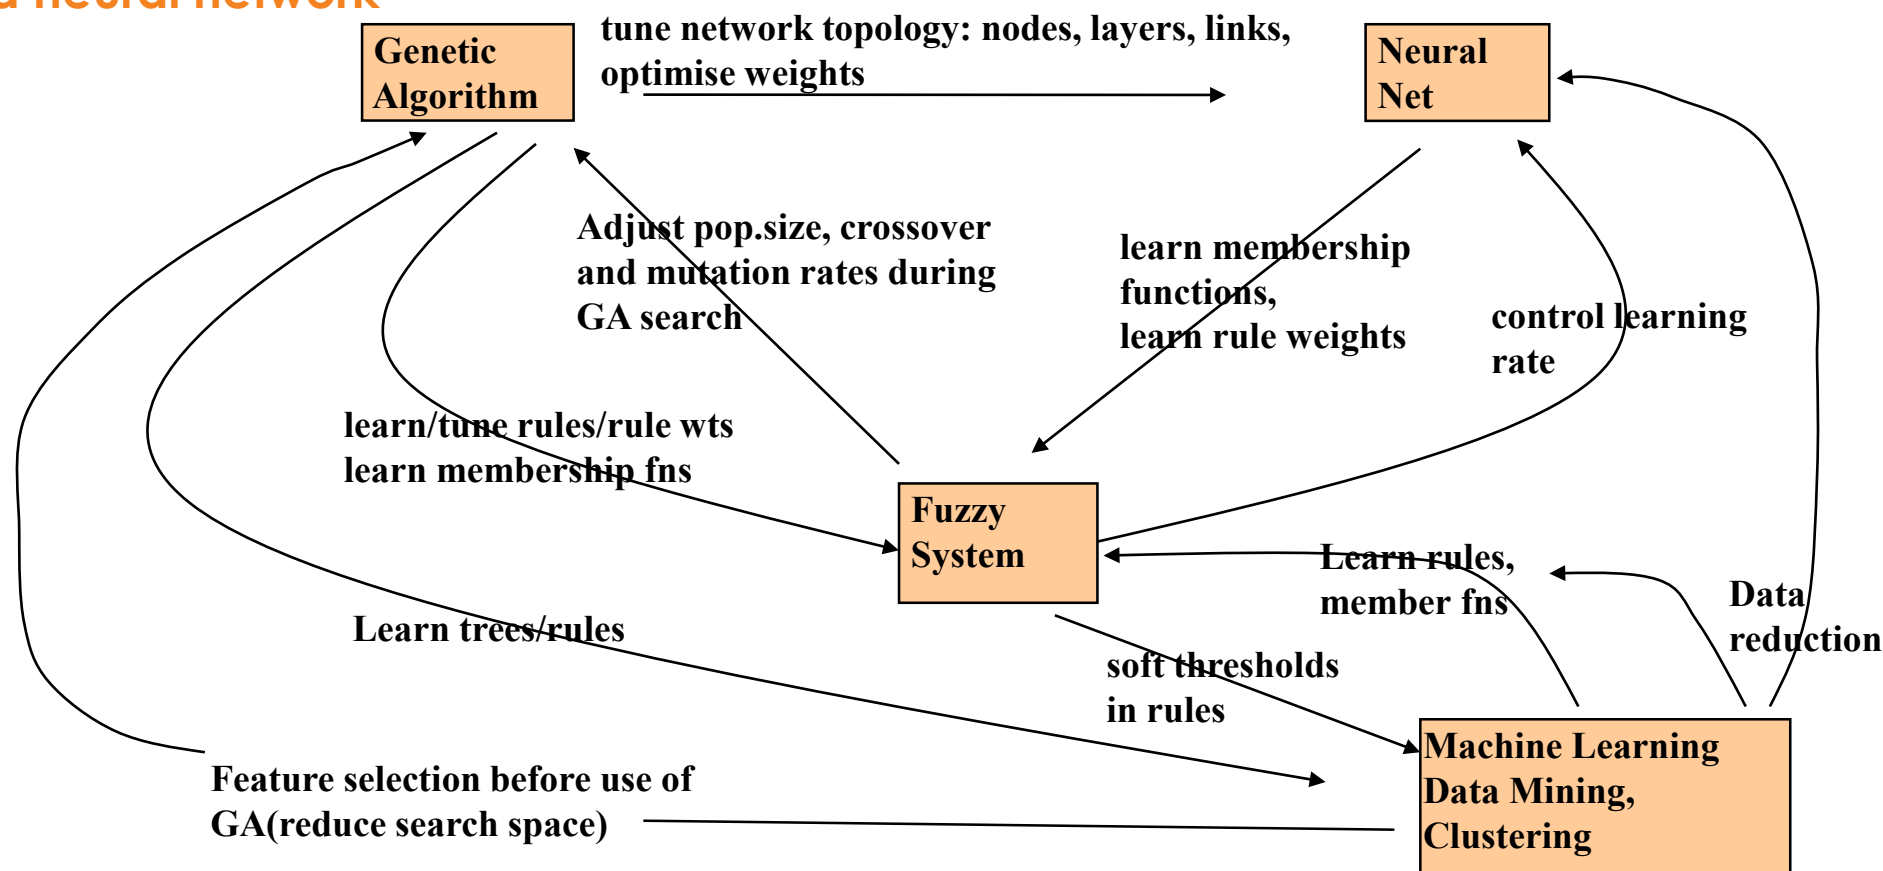 a neural network
Genetic
Algorithm
tune network topology: nodes, layers, links,
optimise weights
Neural
Net
Adjust pop.size, crossover
and mutation rates during
GA search
learn membership
functions,
learn rule weights
control learning
rate
learn/tune rules/rule wts
learn membership fns
Fuzzy
System
Learn rules,
member fns
Data
reduction
Learn trees/rules
soft thresholds
in rules
Feature selection before use of
GA(reduce search space)
Machine Learning
Data Mining,
Clustering